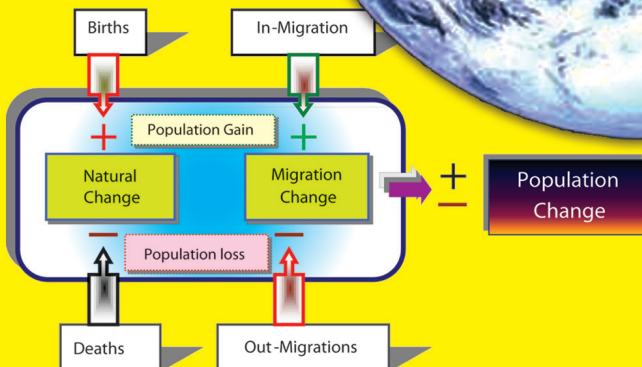 Births
In-Migration
+
Population Gain
+
Natural
Change
Migration
Change
+
−
Population
Change
−
Population loss
−
Deaths
Out-Migrations